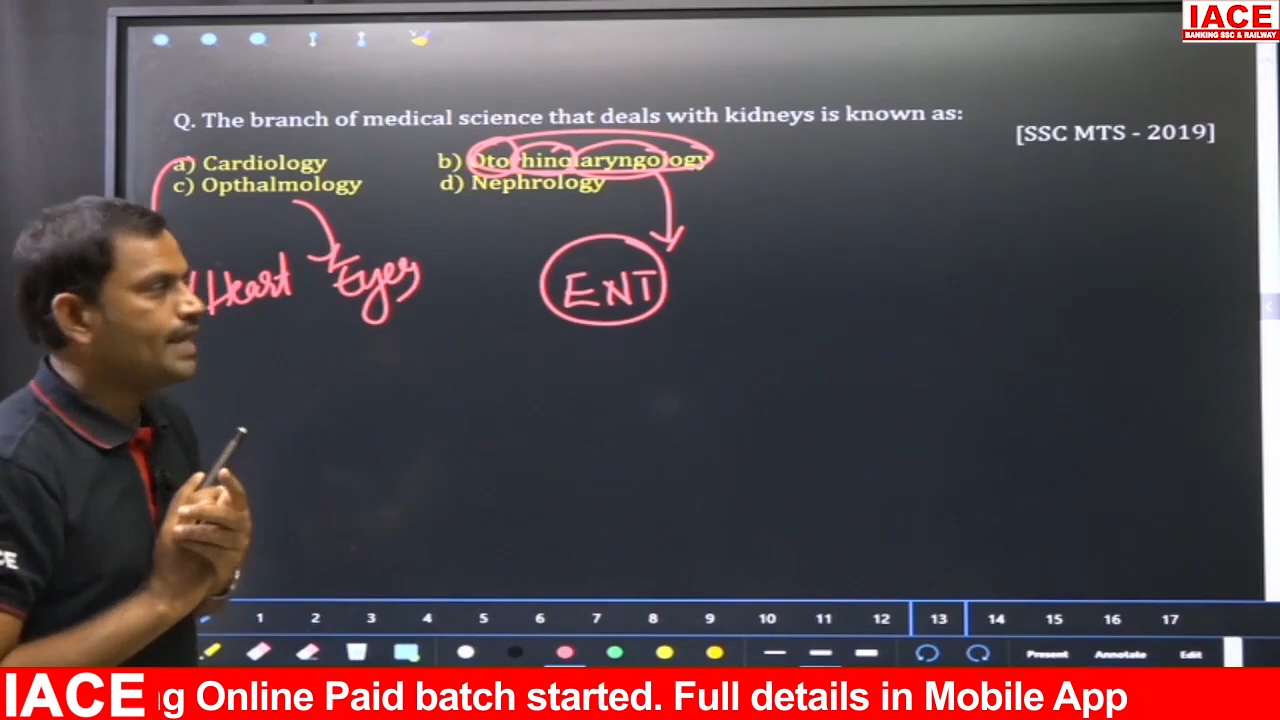 IACE
BANKING SSC & RAILWAY
Q. The branch of medical science that deals with kidneys is known as:
[SSC MTS - 2019]
a) Cardiology b) Otorhinolaryngology
c) Opthalmology d) Nephrology
Heart Eyes ENT
1 2 3 4 5 6 7 8 9 10 11 12 13 14 15 16 17
Present Annotate Edit
CE
IACE g Online Paid batch started. Full details in Mobile App